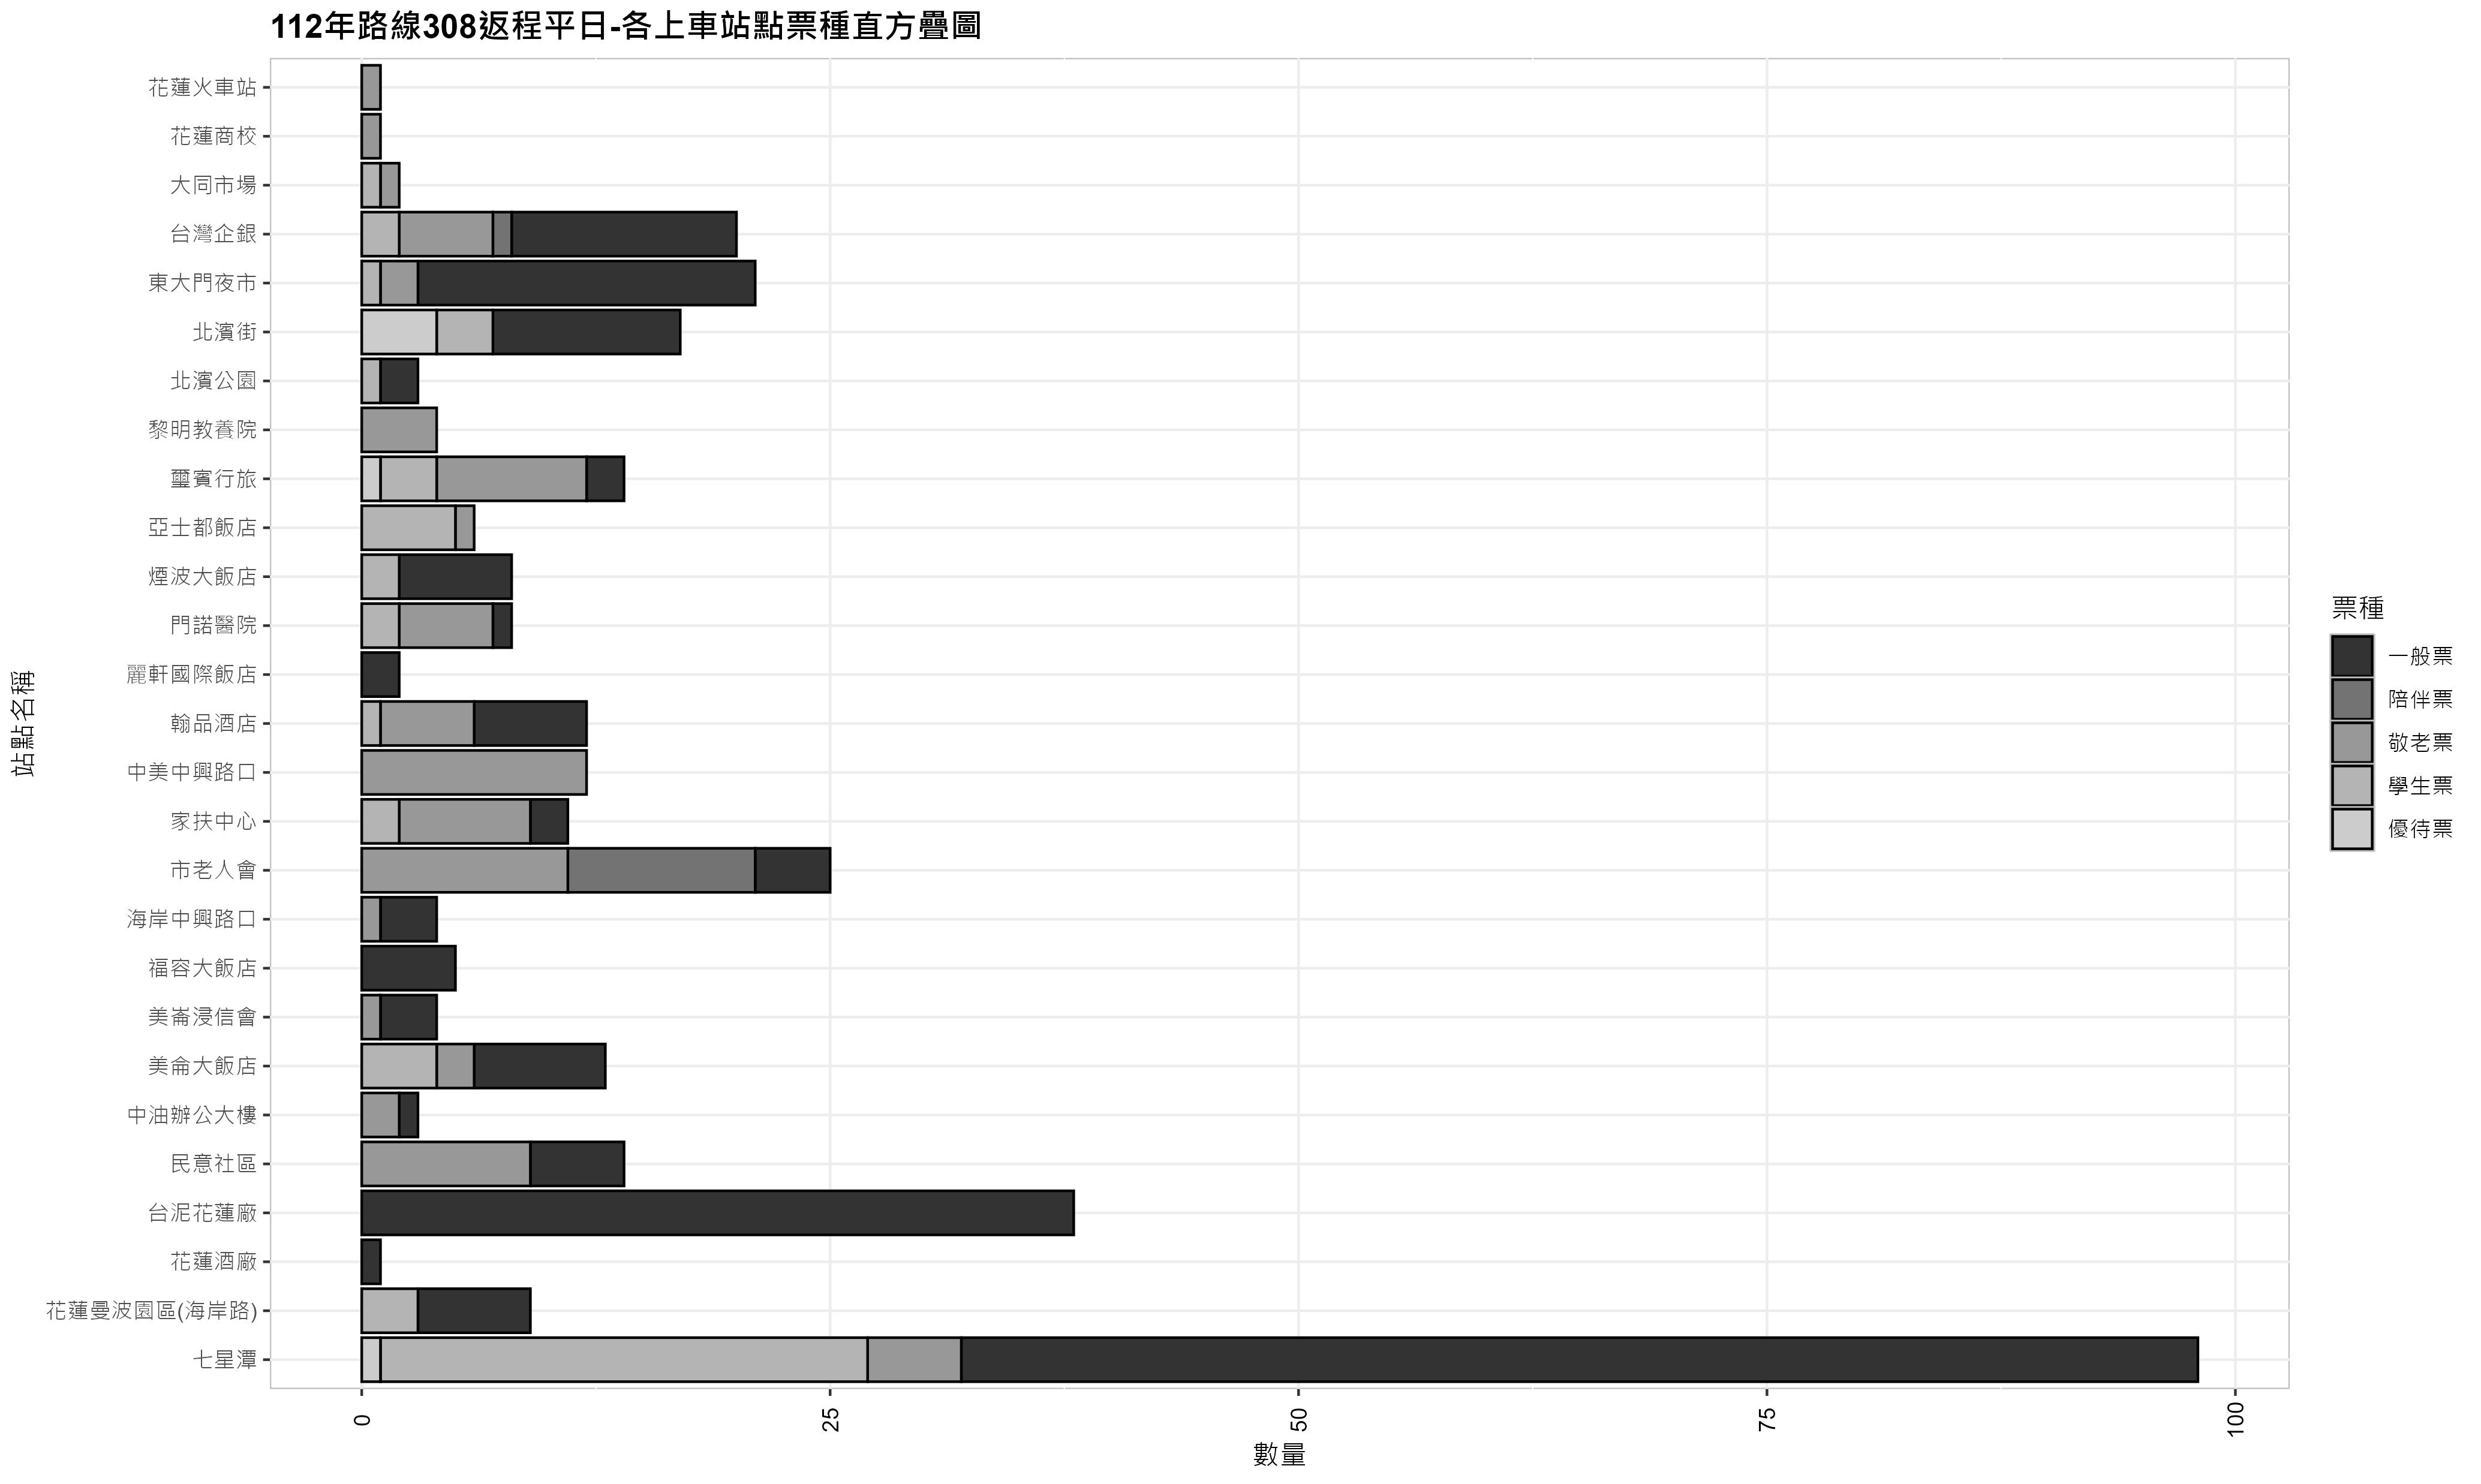 112年路線308返程平日-各上車站點票種直方疊圖
站點名稱
花蓮火車站
花蓮商校
大同市場
台灣企銀
東大門夜市
北濱街
北濱公園
黎明教養院
璽賓行旅
亞士都飯店
煙波大飯店
門諾醫院
麗軒國際飯店
翰品酒店
中美中興路口
家扶中心
市老人會
海岸中興路口
福容大飯店
美崙浸信會
美侖大飯店
中油辦公大樓
民意社區
台泥花蓮廠
花蓮酒廠
花蓮曼波園區(海岸路)
七星潭
0
25
50
75
100
數量
票種
一般票
陪伴票
敬老票
學生票
優待票